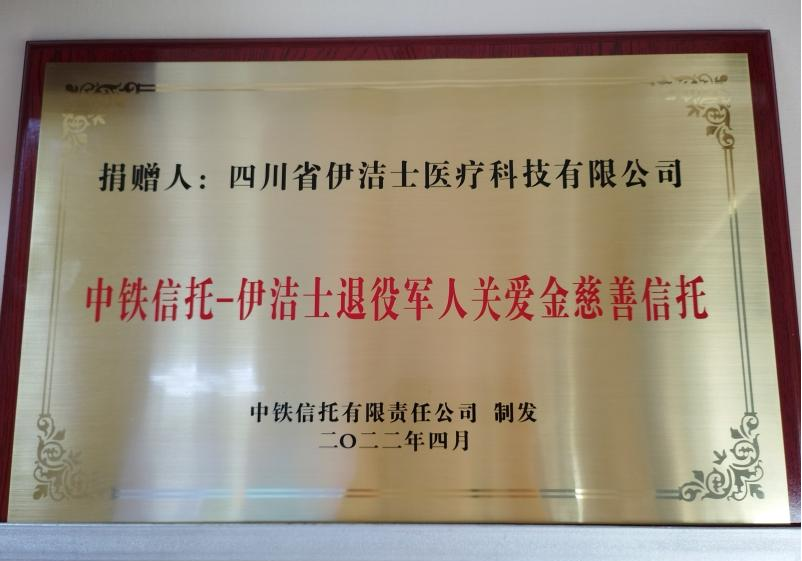 捐赠人：四川省伊洁士医疗科技有限公司
中铁信托-伊洁士退役军人关爱金慈善信托
中铁信托有限责任公司 制发
二〇二二年四月